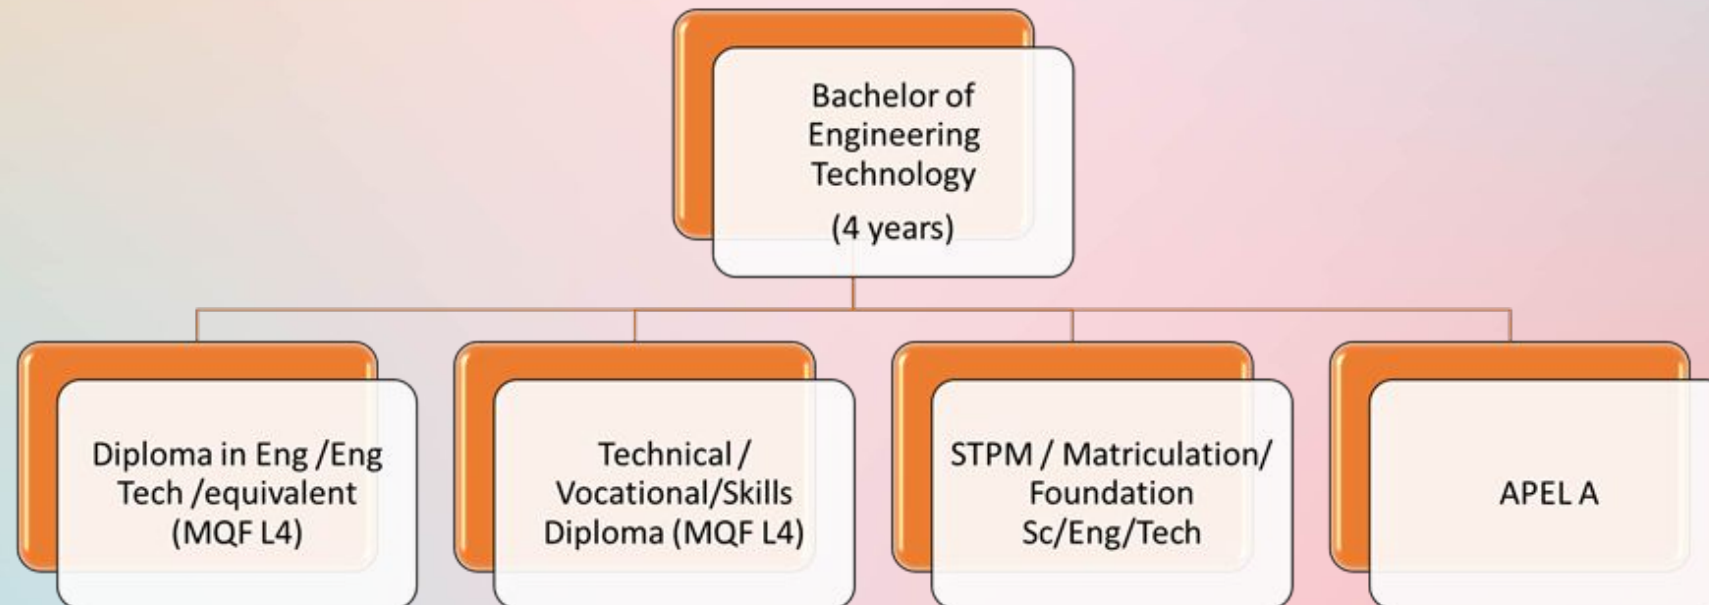 Bachelor of
Engineering
Technology
(4 years)
Diploma in Eng /Eng
Tech /equivalent
(MQF L4)
Technical /
Vocational/Skills
Diploma (MQF L4)
STPM / Matriculation/
Foundation
Sc/Eng/Tech
APEL A